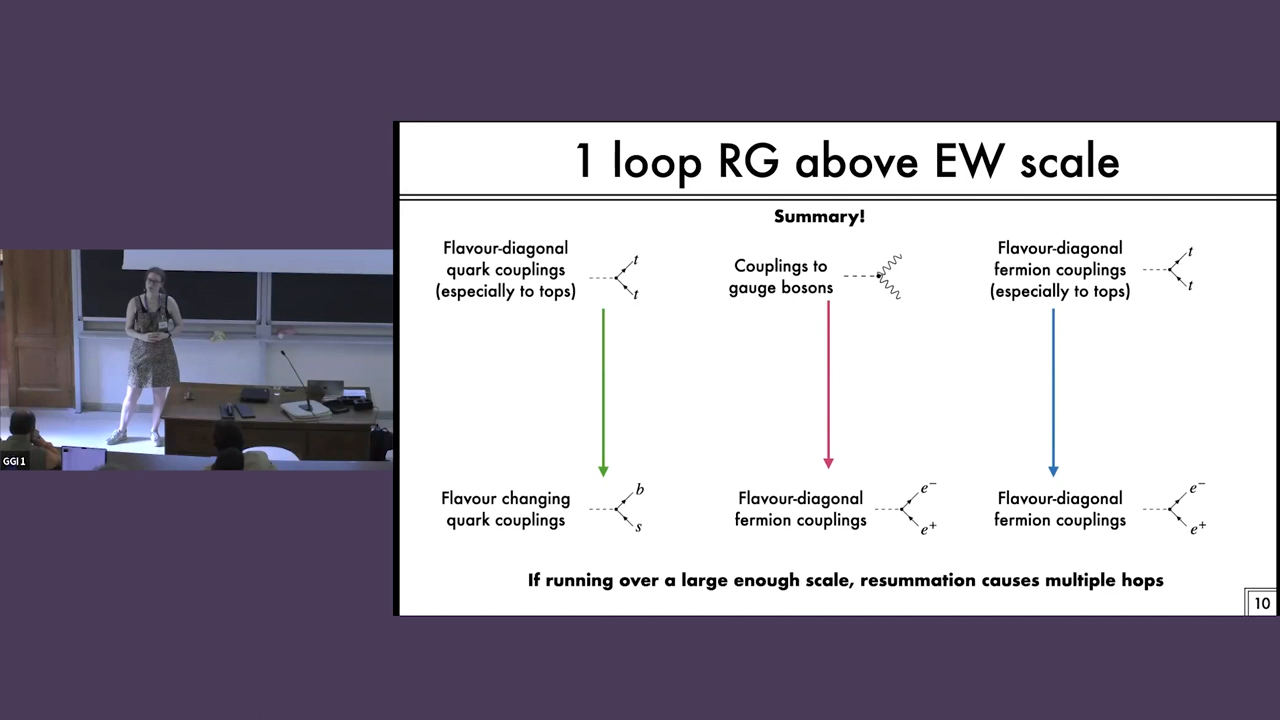 1 loop RG above EW scale
Summary!
Flavour-diagonal
quark couplings
(especially to tops)
t
t
Couplings to
gauge bosons
Flavour-diagonal
fermion couplings
(especially to tops)
t
t
Flavour changing
quark couplings
b
s
Flavour-diagonal
fermion couplings
e⁻
e⁺
Flavour-diagonal
fermion couplings
e⁻
e⁺
If running over a large enough scale, resummation causes multiple hops
10
GGI 1